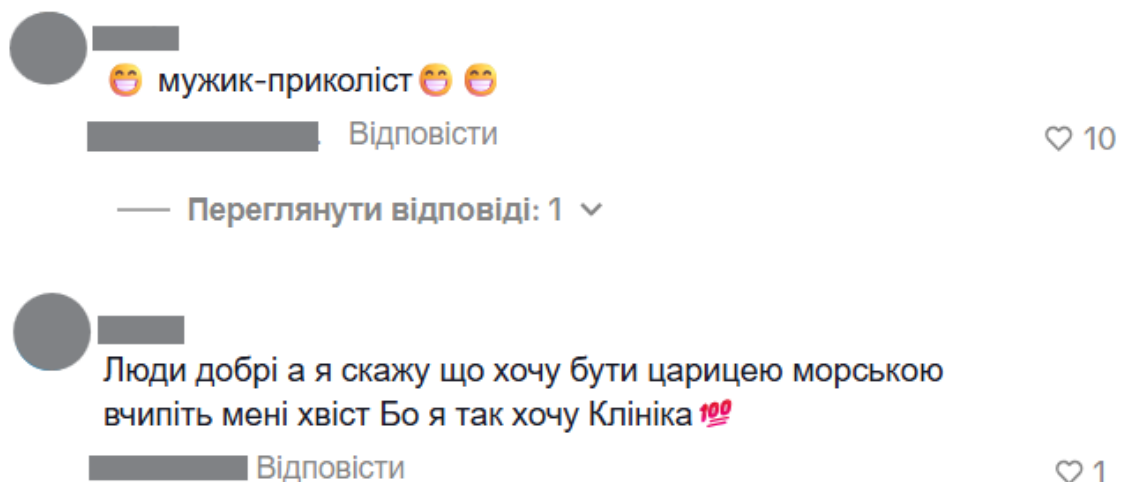 😁 мужик-приколіст😁😁
Відповісти
10
Переглянути відповіді: 1
Люди добрі а я скажу що хочу бути царицею морською
вчипіть мені хвіст Бо я так хочу Клініка💯
Відповісти
1